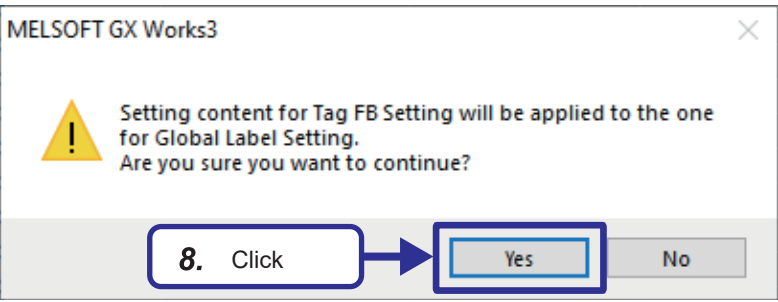 MELSOFT GX Works3
Setting content for Tag FB Setting will be applied to the one
for Global Label Setting.
Are you sure you want to continue?
8. Click
Yes
No